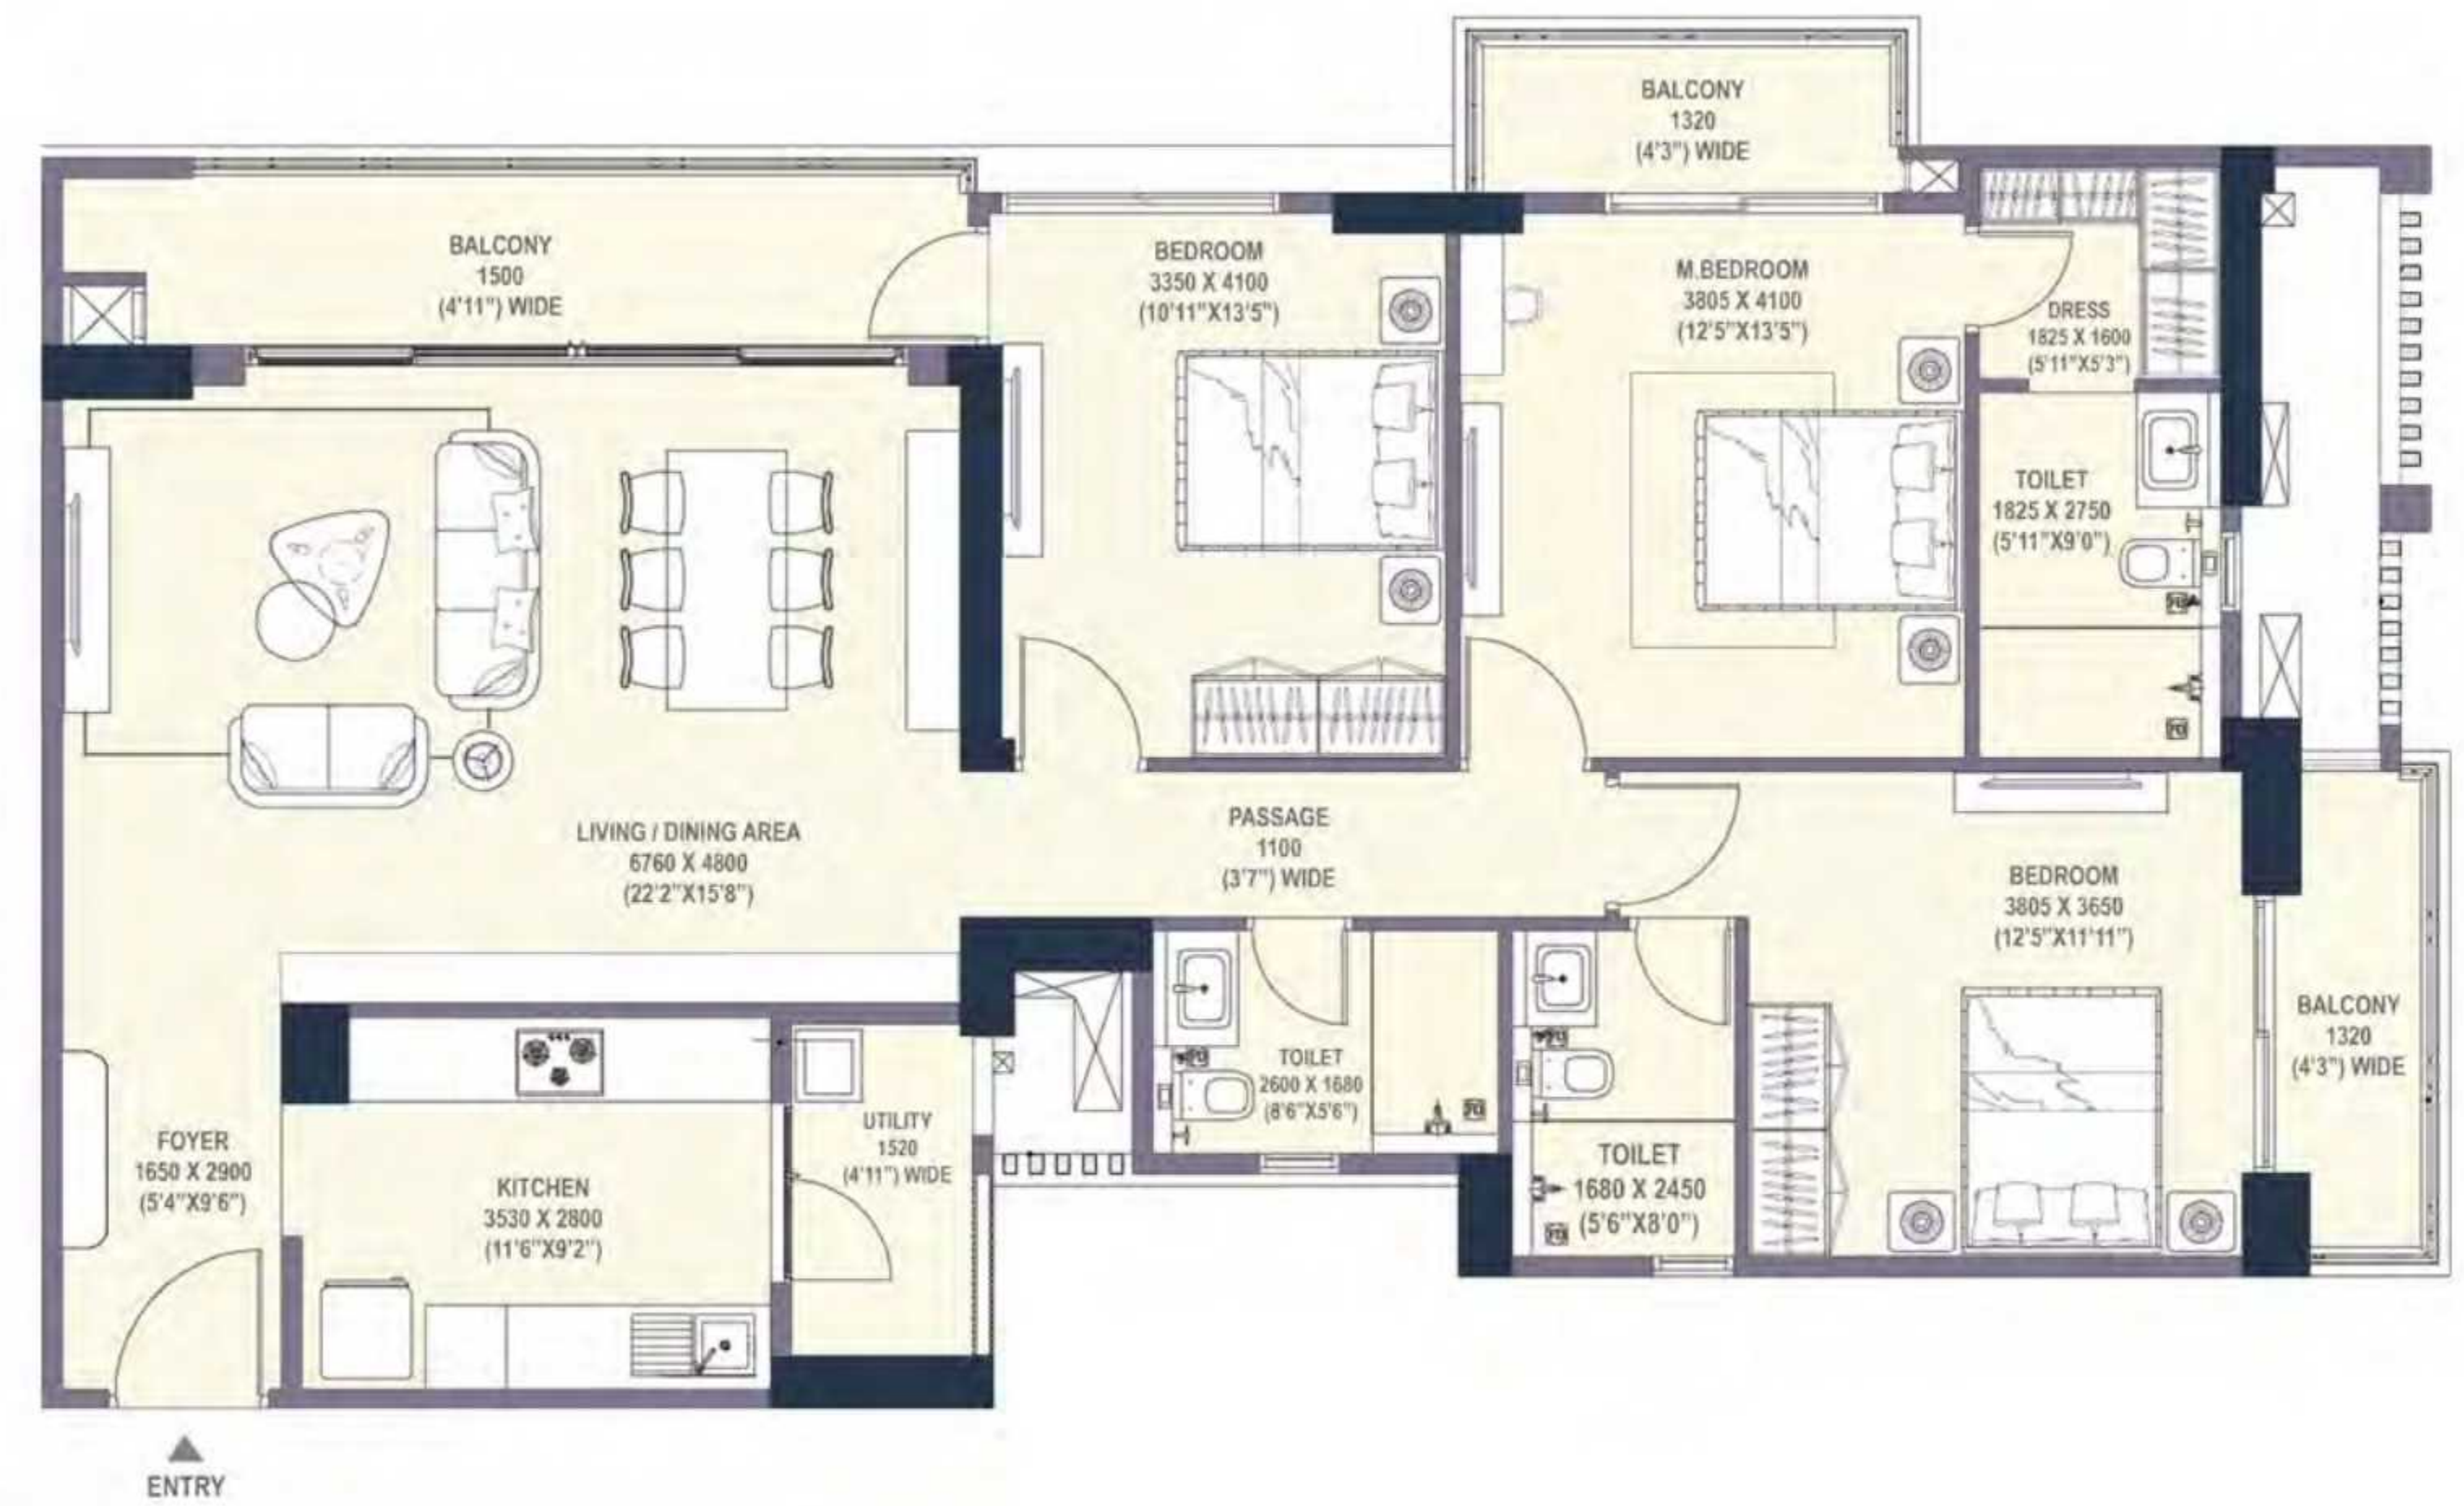 BALCONY
1320
(4'3") WIDE
BALCONY
1500
(4'11") WIDE
BEDROOM
3350 X 4100
(10'11"X13'5")
M.BEDROOM
3805 X 4100
(12'5"X13'5")
DRESS
1825 X 1600
(5'11"X5'3")
TOILET
1825 X 2750
(5'11"X9'0")
LIVING / DINING AREA
6760 X 4800
(22'2"X15'8")
PASSAGE
1100
(3'7") WIDE
BEDROOM
3805 X 3650
(12'5"X11'11")
BALCONY
1320
(4'3") WIDE
FOYER
1650 X 2900
(5'4"X9'6")
KITCHEN
3530 X 2800
(11'6"X9'2")
UTILITY
1520
(4'11") WIDE
TOILET
2600 X 1680
(8'6"X5'6")
TOILET
1680 X 2450
(5'6"X8'0")
ENTRY